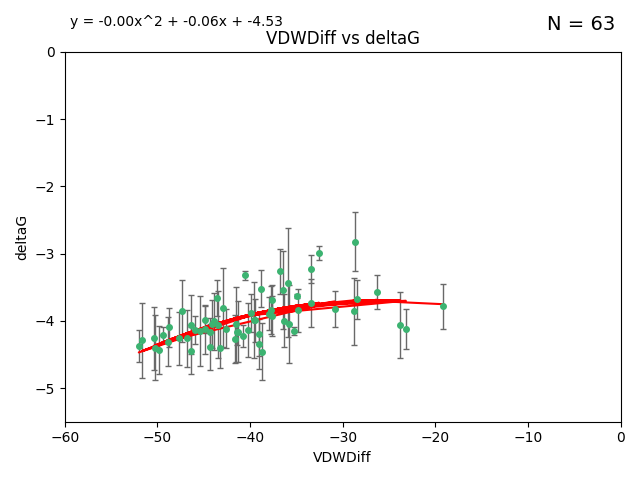 y = -0.00x^2 + -0.06x + -4.53
N = 63
VDWDiff vs deltaG
0
−1
−2
−3
−4
−5
deltaG
−60 −50 −40 −30 −20 −10 0
VDWDiff